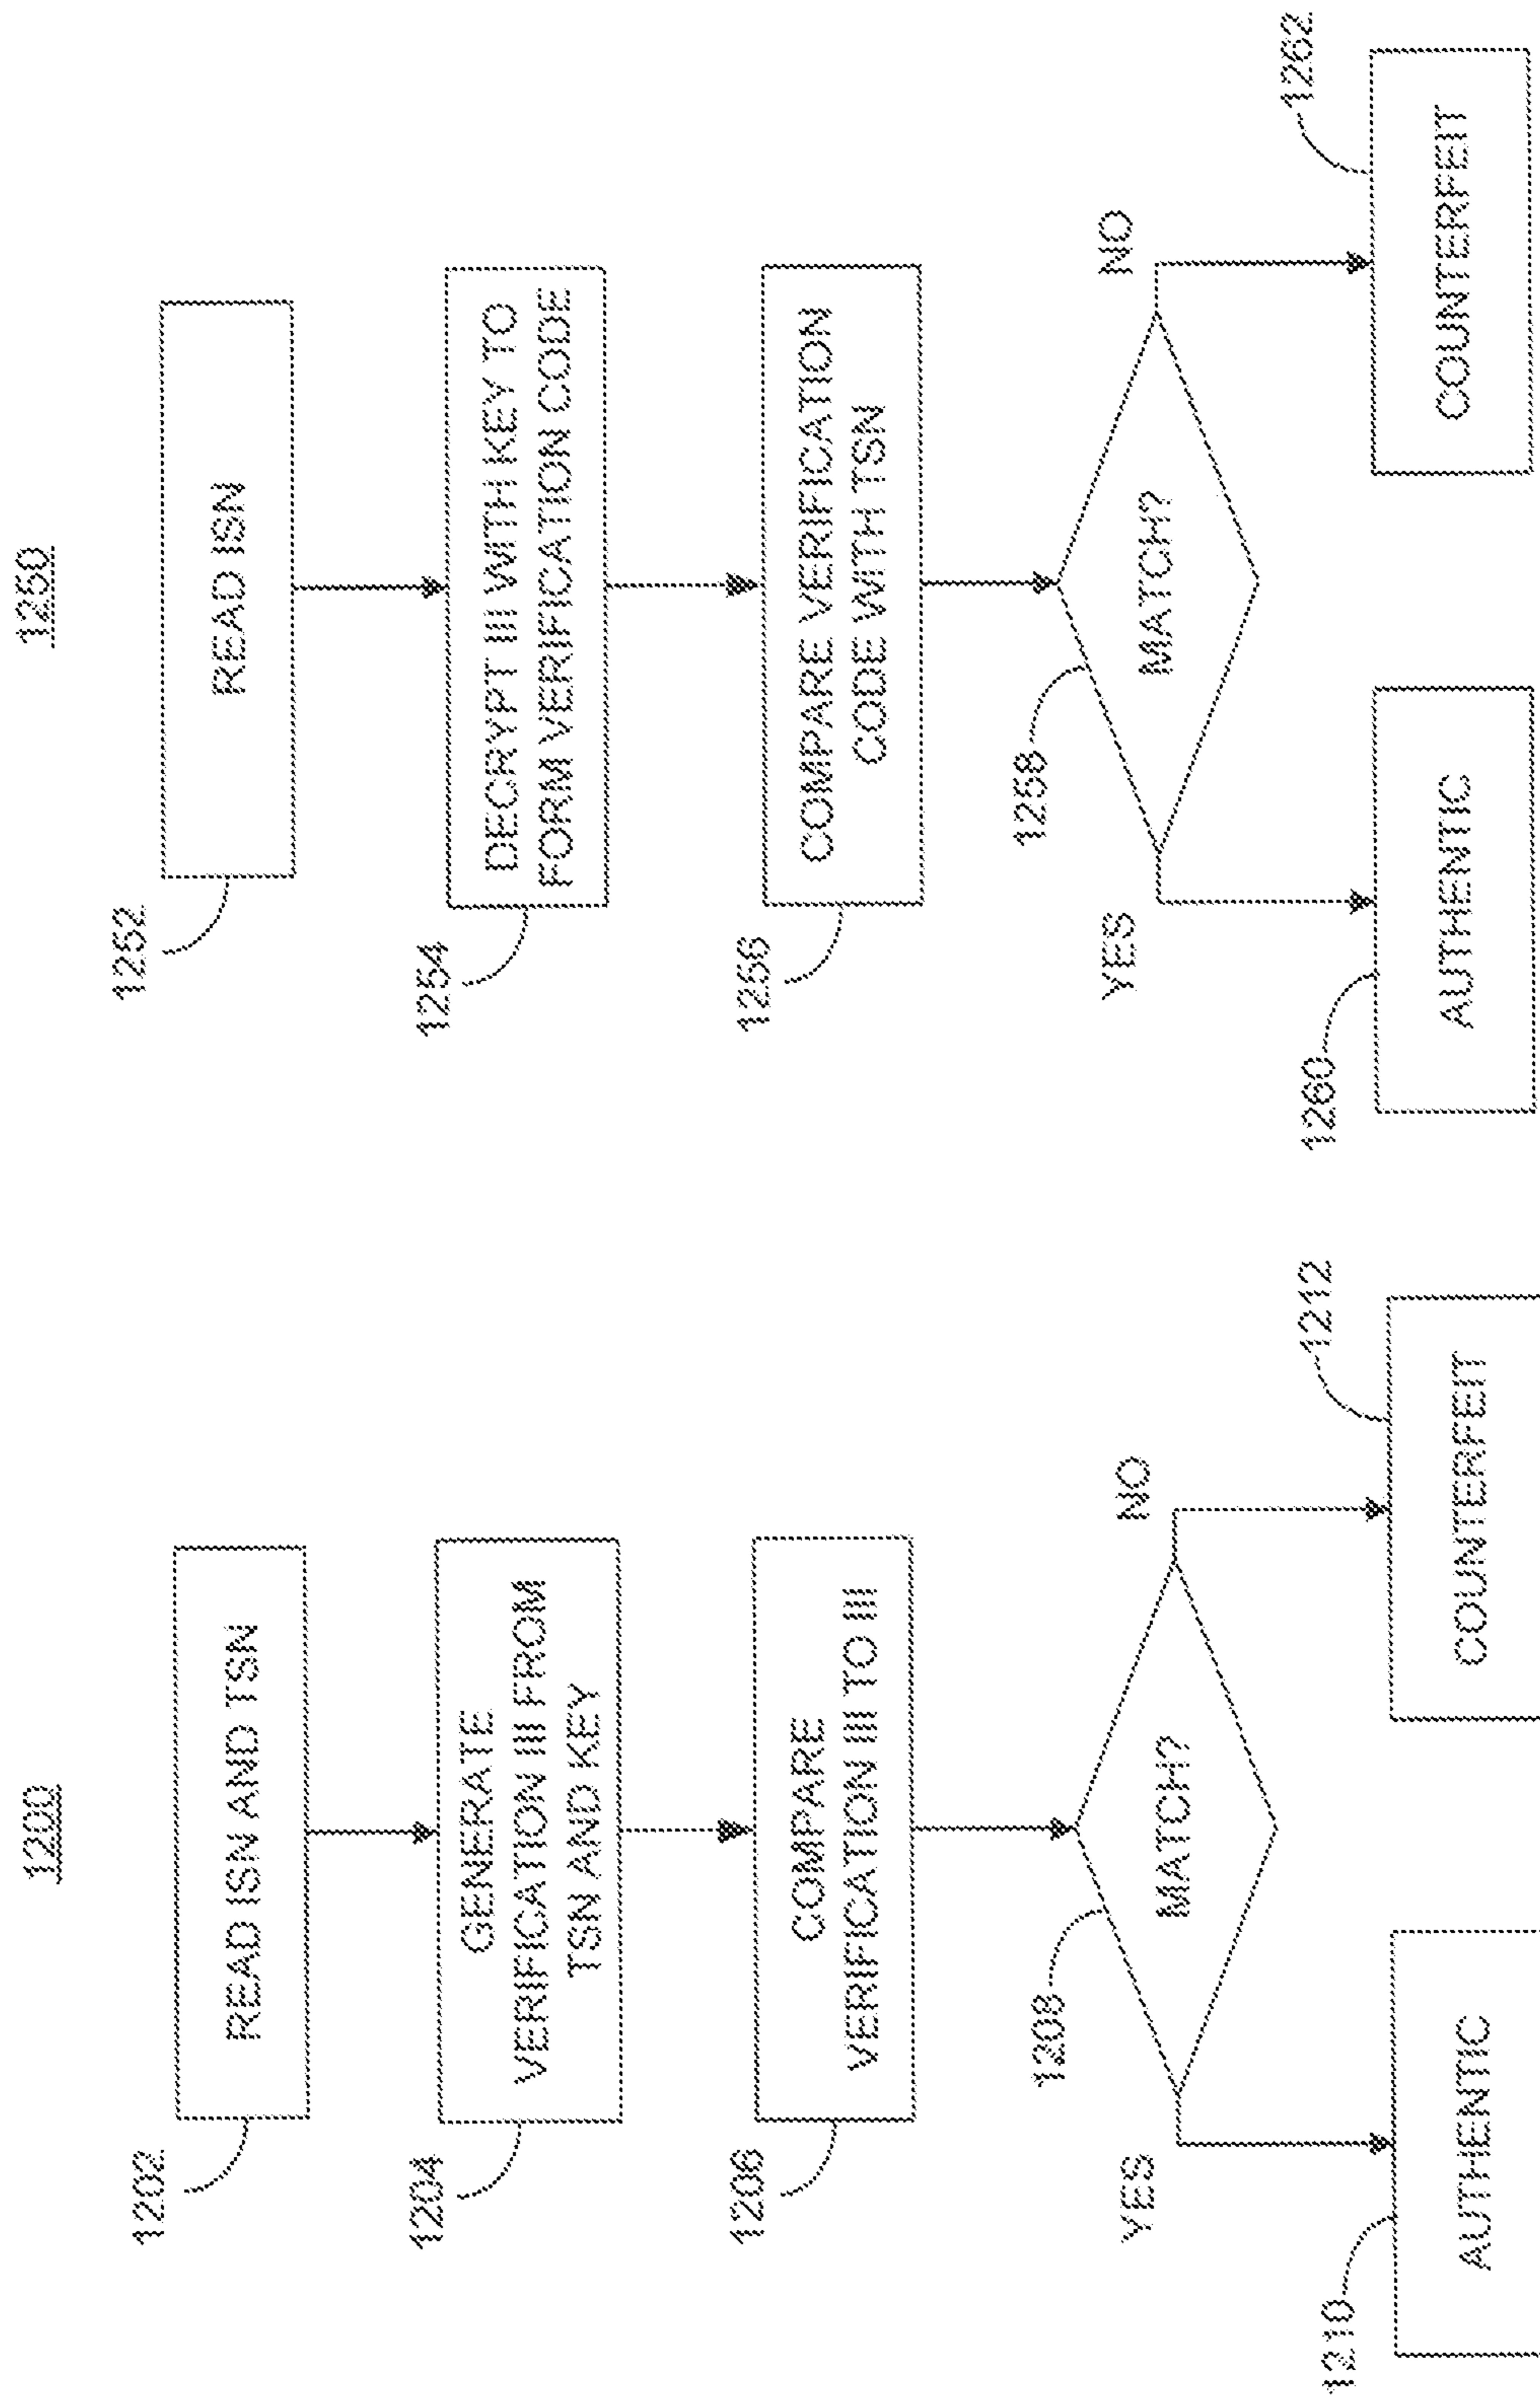 1200
1202
READ ISN AND TSN
1204
GENERATE
VERIFICATION III FROM
TSN AND KEY
1206
COMPARE
VERIFICATION III TO III
1208
MATCH?
YES
NO
1210
AUTHENTIC
1212
COUNTERFEIT
1250
1252
READ ISN
1254
DECRYPT III WITH KEY TO
FORM VERIFICATION CODE
1256
COMPARE VERIFICATION
CODE WITH TSN
1258
MATCH?
YES
NO
1260
AUTHENTIC
1262
COUNTERFEIT